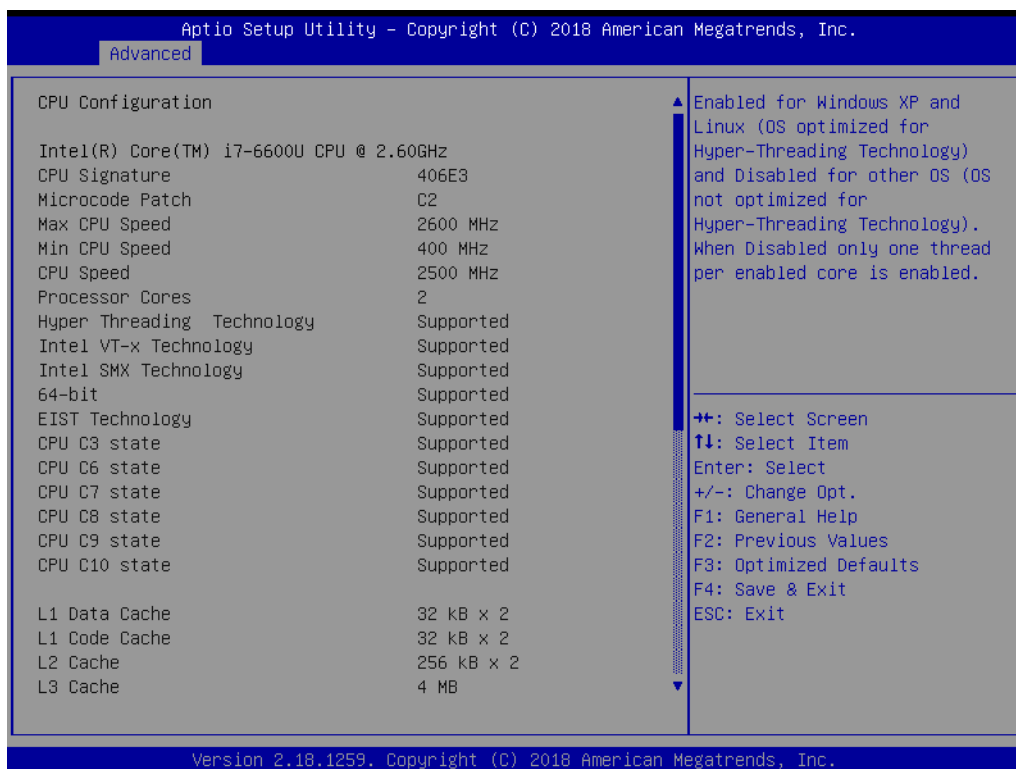 Aptio Setup Utility – Copyright (C) 2018 American Megatrends, Inc.
Advanced
CPU Configuration
Intel(R) Core(TM) i7-6600U CPU @ 2.60GHz
CPU Signature 406E3
Microcode Patch C2
Max CPU Speed 2600 MHz
Min CPU Speed 400 MHz
CPU Speed 2500 MHz
Processor Cores 2
Hyper Threading Technology Supported
Intel VT-x Technology Supported
Intel SMX Technology Supported
64-bit Supported
EIST Technology Supported
CPU C3 state Supported
CPU C6 state Supported
CPU C7 state Supported
CPU C8 state Supported
CPU C9 state Supported
CPU C10 state Supported
L1 Data Cache 32 kB x 2
L1 Code Cache 32 kB x 2
L2 Cache 256 kB x 2
L3 Cache 4 MB
Enabled for Windows XP and
Linux (OS optimized for
Hyper-Threading Technology)
and Disabled for other OS (OS
not optimized for
Hyper-Threading Technology).
When Disabled only one thread
per enabled core is enabled.
→←: Select Screen
↑↓: Select Item
Enter: Select
+/-: Change Opt.
F1: General Help
F2: Previous Values
F3: Optimized Defaults
F4: Save & Exit
ESC: Exit
Version 2.18.1259. Copyright (C) 2018 American Megatrends, Inc.